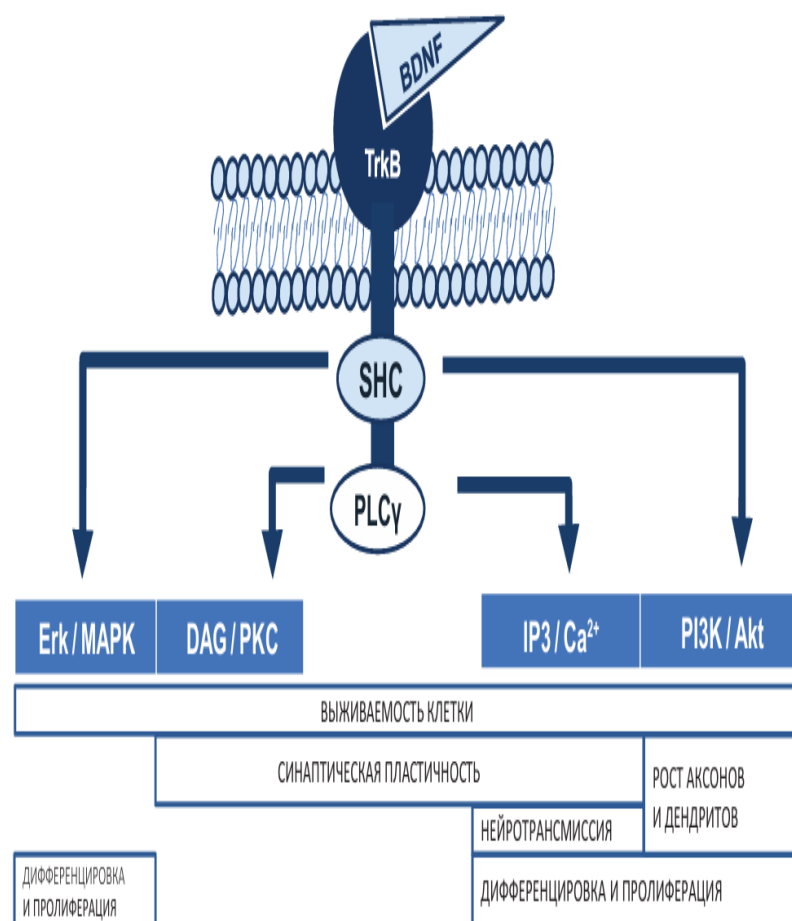 BDNF
TrkB
SHC
PLCγ
Erk / MAPK
DAG / PKC
IP3 / Ca²⁺
PI3K / Akt
ВЫЖИВАЕМОСТЬ КЛЕТКИ
СИНАПТИЧЕСКАЯ ПЛАСТИЧНОСТЬ
РОСТ АКСОНОВ
И ДЕНДРИТОВ
НЕЙРОТРАНСМИССИЯ
ДИФФЕРЕНЦИРОВКА
И ПРОЛИФЕРАЦИЯ
ДИФФЕРЕНЦИРОВКА И ПРОЛИФЕРАЦИЯ